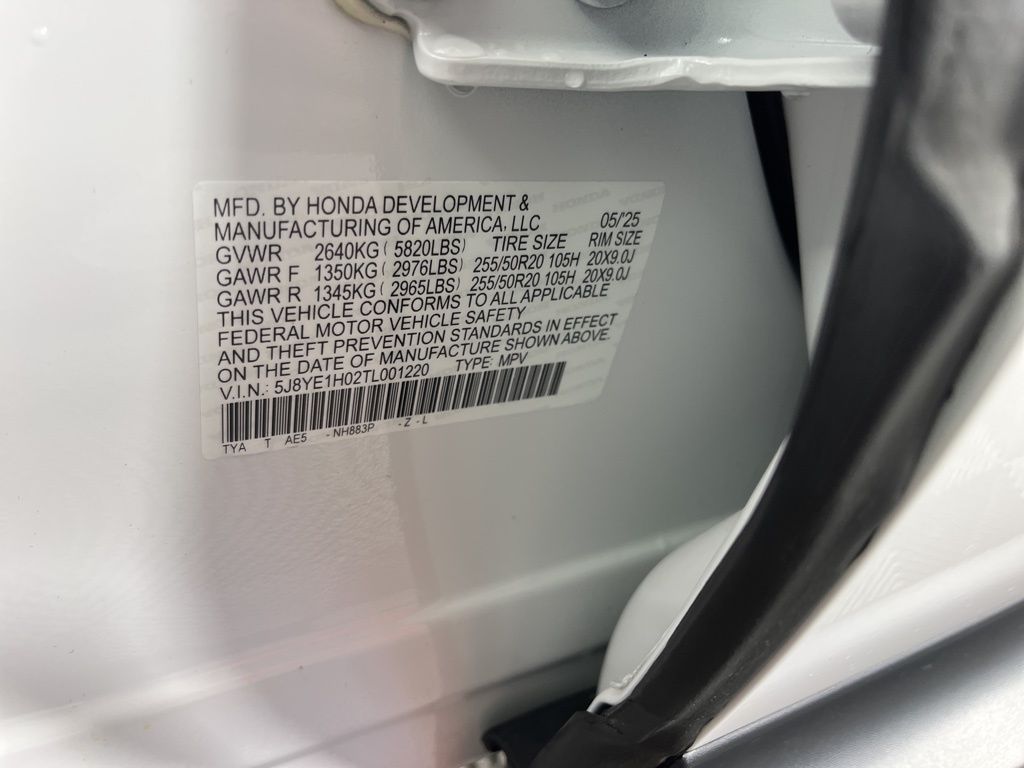 MFD. BY HONDA DEVELOPMENT &
MANUFACTURING OF AMERICA, LLC 05/'25
GVWR 2640KG ( 5820LBS) TIRE SIZE RIM SIZE
GAWR F 1350KG ( 2976LBS) 255/50R20 105H 20X9.0J
GAWR R 1345KG ( 2965LBS) 255/50R20 105H 20X9.0J
THIS VEHICLE CONFORMS TO ALL APPLICABLE
FEDERAL MOTOR VEHICLE SAFETY
AND THEFT PREVENTION STANDARDS IN EFFECT
ON THE DATE OF MANUFACTURE SHOWN ABOVE.
V.I.N.: 5J8YE1H02TL001220 TYPE: MPV
TYA T AE5 - NH883P - Z - L